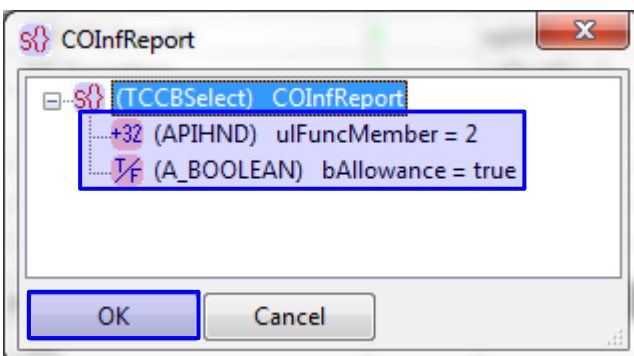 S{} COInfReport
S{} (TCCBSelect) COInfReport
+32 (APIHND) ulFuncMember = 2
T/F (A_BOOLEAN) bAllowance = true
OK Cancel